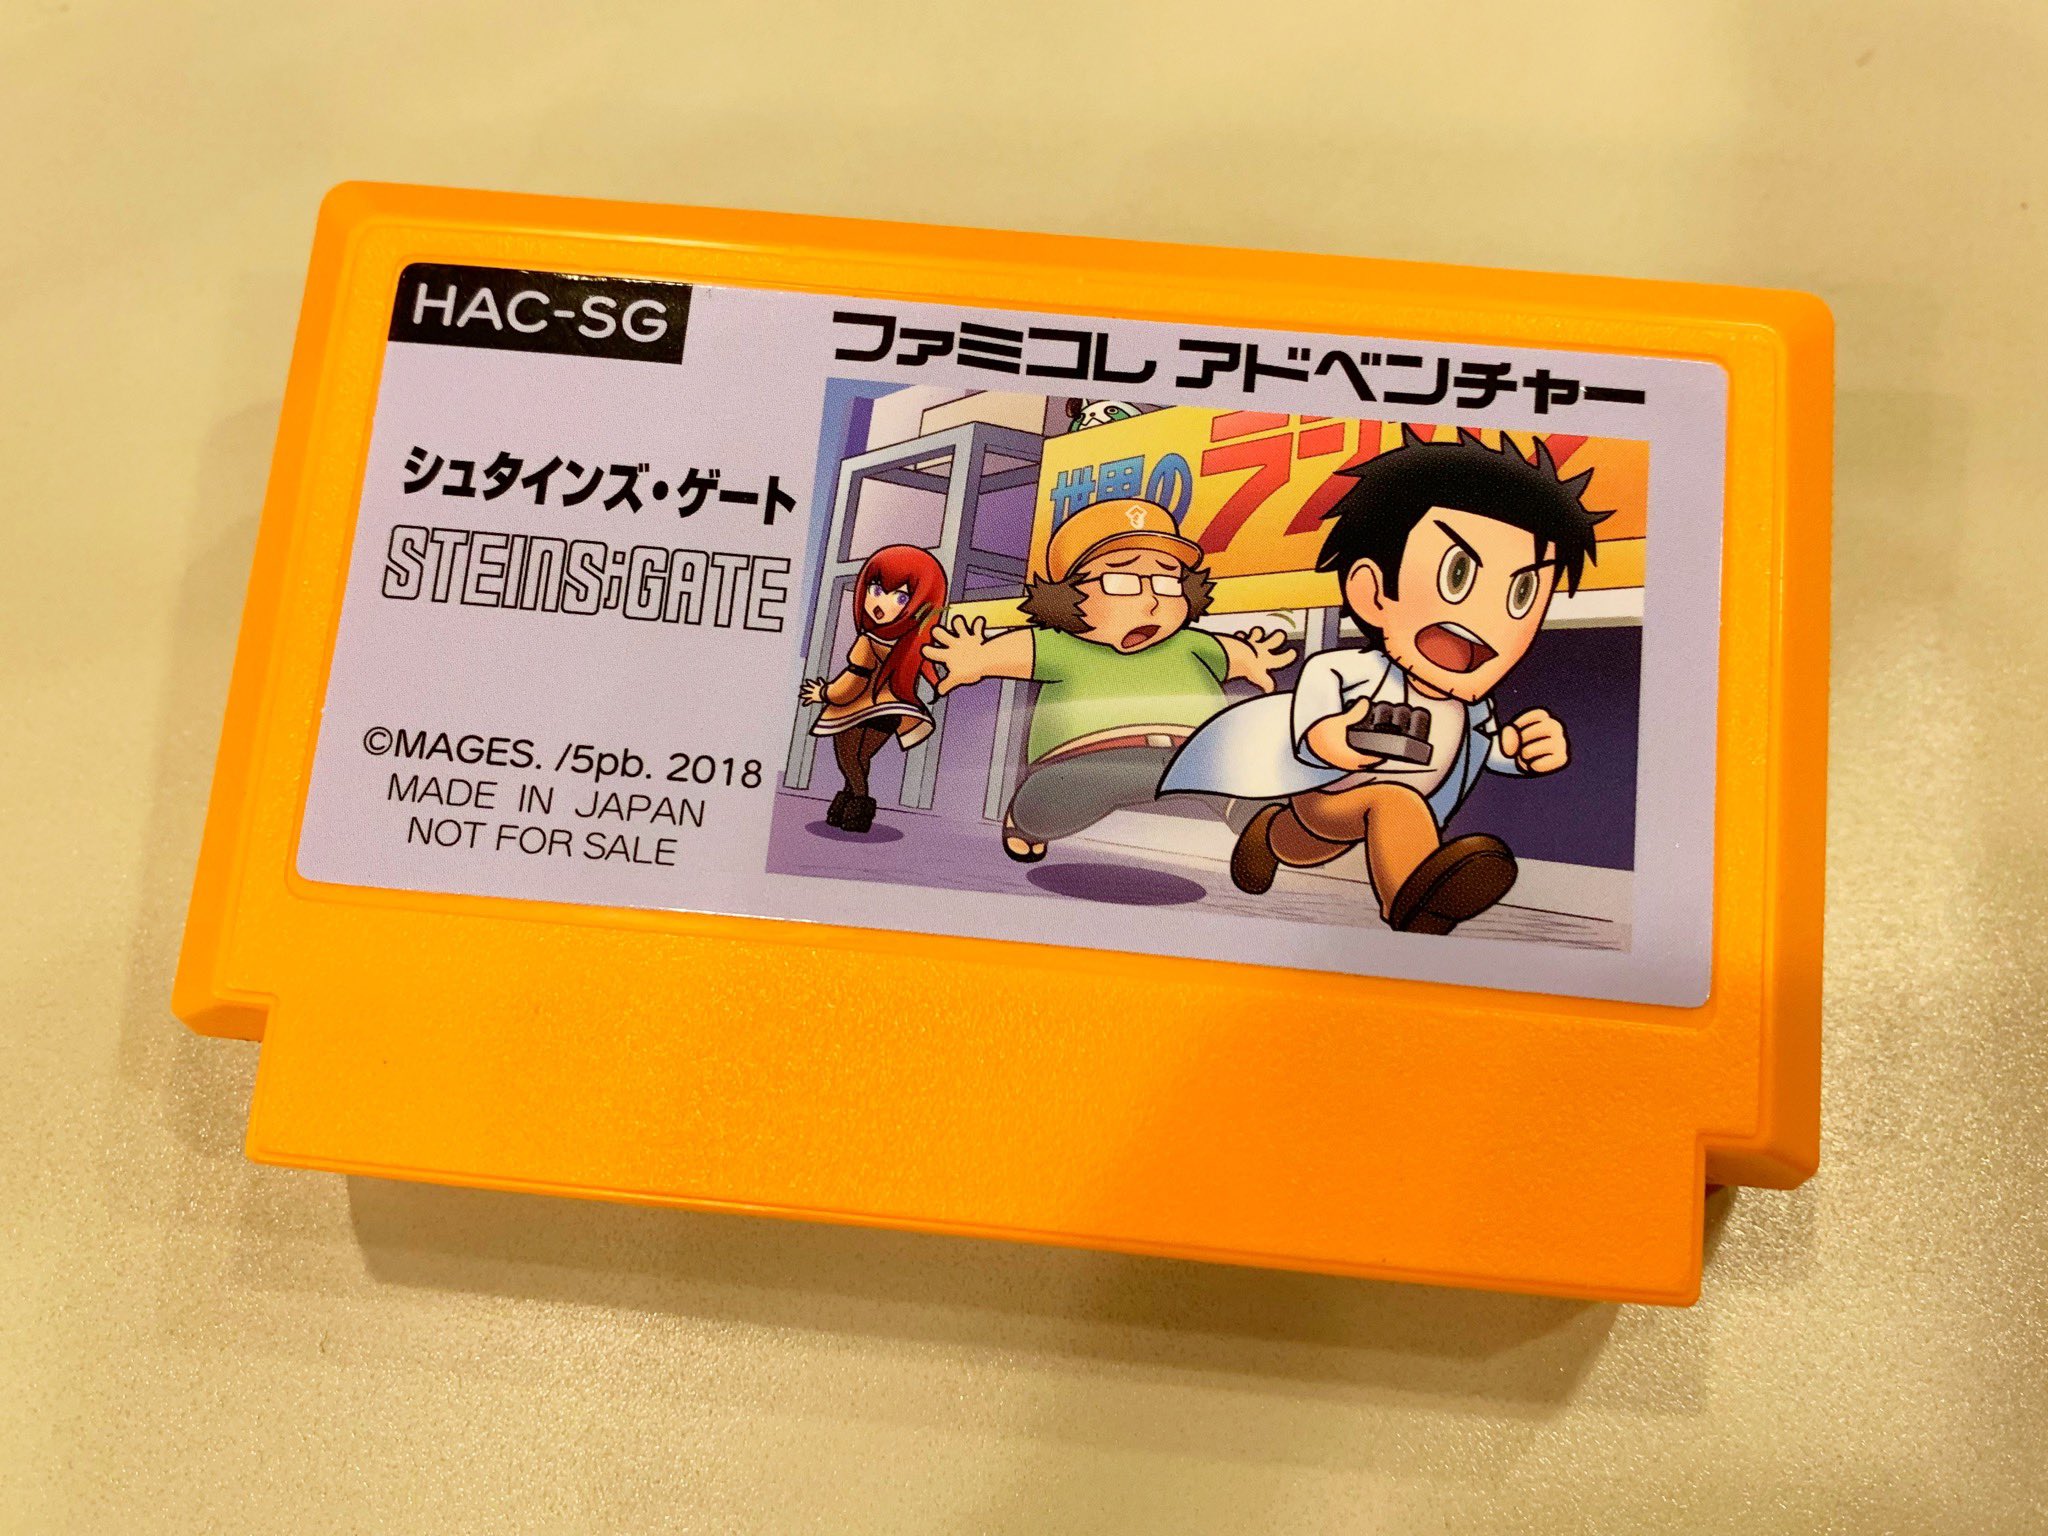 HAC-SG
ファミコレ アドベンチャー
シュタインズ・ゲート
STEINS;GATE
世界の
©MAGES. /5pb. 2018
MADE IN JAPAN
NOT FOR SALE